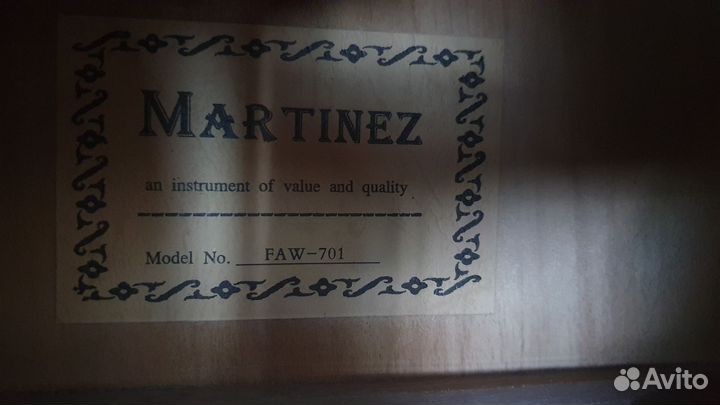 MARTINEZ
an instrument of value and quality
Model No. FAW-701
Avito